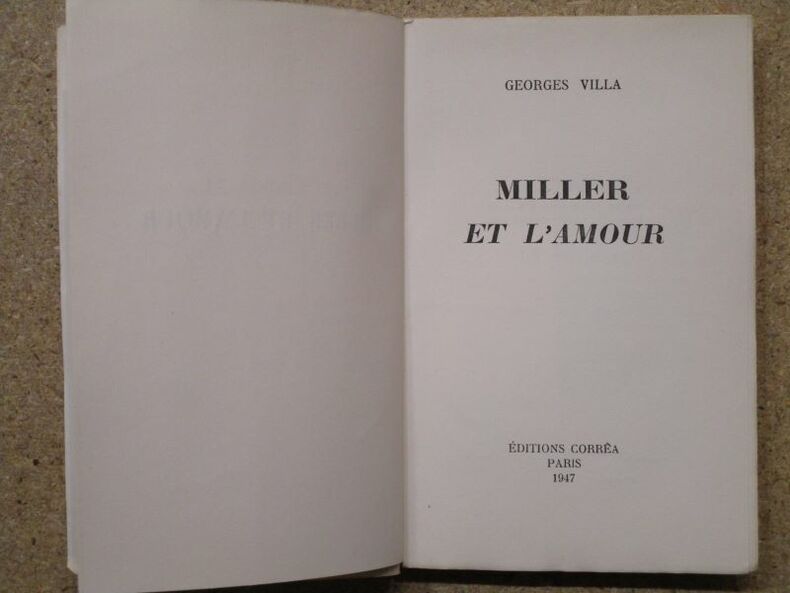 GEORGES VILLA
MILLER
ET L'AMOUR
ÉDITIONS CORRÊA
PARIS
1947